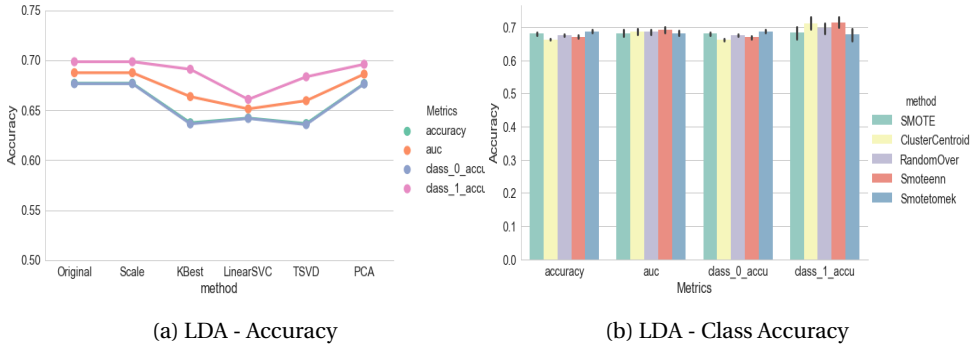 0.75
0.70
0.65
0.60
0.55
0.50
Accuracy
Original Scale KBest LinearSVC TSVD PCA
method
Metrics
accuracy
auc
class_0_accu
class_1_accu
(a) LDA - Accuracy
0.7
0.6
0.5
0.4
0.3
0.2
0.1
0.0
Accuracy
accuracy auc class_0_accu class_1_accu
Metrics
method
SMOTE
ClusterCentroid
RandomOver
Smoteenn
Smotetomek
(b) LDA - Class Accuracy